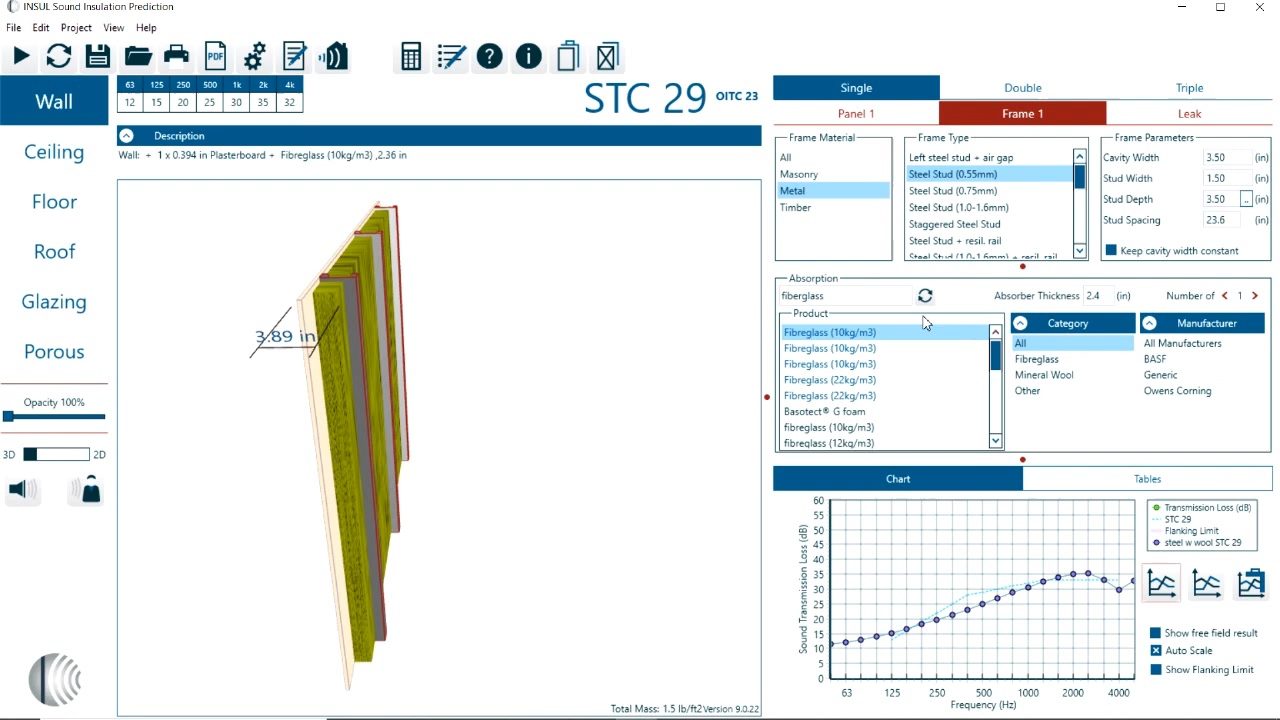 INSUL Sound Insulation Prediction
File Edit Project View Help
PDF
Wall
Ceiling
Floor
Roof
Glazing
Porous
Opacity 100%
3D 2D
63 125 250 500 1k 2k 4k
12 15 20 25 30 35 32
STC 29 OITC 23
Description
Wall: + 1 x 0.394 in Plasterboard + Fibreglass (10kg/m3) ,2.36 in
3.89 in
Total Mass: 1.5 lb/ft2 Version 9.0.22
Single Double Triple
Panel 1 Frame 1 Leak
Frame Material
All
Masonry
Metal
Timber
Frame Type
Left steel stud + air gap
Steel Stud (0.55mm)
Steel Stud (0.75mm)
Steel Stud (1.0-1.6mm)
Staggered Steel Stud
Steel Stud + resil. rail
Steel Stud (1.0-1.6mm) + resil. rail
Frame Parameters
Cavity Width 3.50 (in)
Stud Width 1.50 (in)
Stud Depth 3.50 .. (in)
Stud Spacing 23.6 (in)
Keep cavity width constant
Absorption
fiberglass
Absorber Thickness 2.4 (in)
Number of < 1 >
Product
Fibreglass (10kg/m3)
Fibreglass (10kg/m3)
Fibreglass (10kg/m3)
Fibreglass (22kg/m3)
Fibreglass (22kg/m3)
Basotect® G foam
fibreglass (10kg/m3)
fibreglass (12kg/m3)
Category
All
Fibreglass
Mineral Wool
Other
Manufacturer
All Manufacturers
BASF
Generic
Owens Corning
Chart Tables
Sound Transmission Loss (dB)
60
55
50
45
40
35
30
25
20
15
10
5
0
63 125 250 500 1000 2000 4000
Frequency (Hz)
Transmission Loss (dB)
STC 29
Flanking Limit
steel w wool STC 29
Show free field result
Auto Scale
Show Flanking Limit